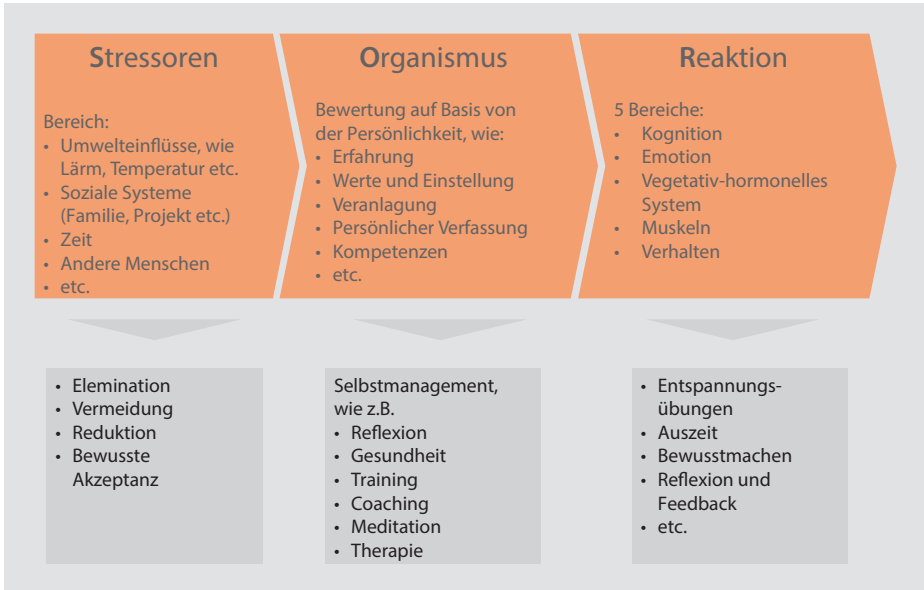 Stressoren
Bereich:
• Umwelteinflüsse, wie
Lärm, Temperatur etc.
• Soziale Systeme
(Familie, Projekt etc.)
• Zeit
• Andere Menschen
• etc.
Organismus
Bewertung auf Basis von
der Persönlichkeit, wie:
• Erfahrung
• Werte und Einstellung
• Veranlagung
• Persönlicher Verfassung
• Kompetenzen
• etc.
Reaktion
5 Bereiche:
• Kognition
• Emotion
• Vegetativ-hormonelles
System
• Muskeln
• Verhalten
• Elemination
• Vermeidung
• Reduktion
• Bewusste
Akzeptanz
Selbstmanagement,
wie z.B.
• Reflexion
• Gesundheit
• Training
• Coaching
• Meditation
• Therapie
• Entspannungs-
übungen
• Auszeit
• Bewusstmachen
• Reflexion und
Feedback
• etc.